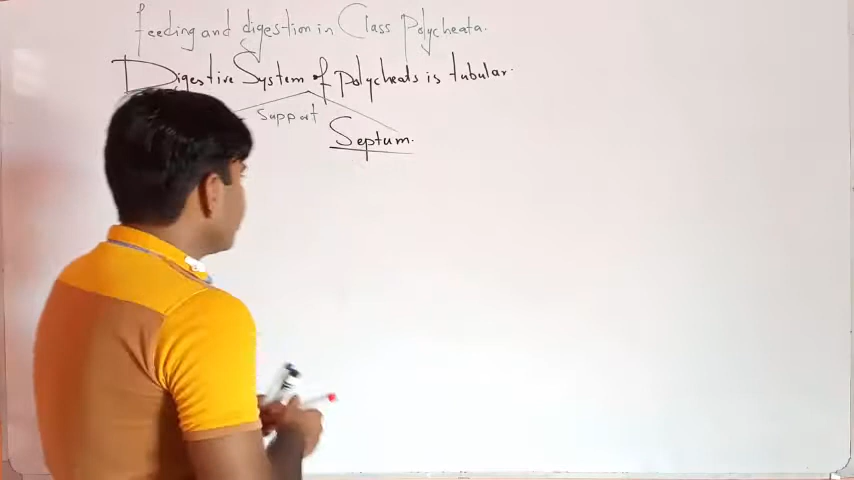 feeding and digestion in Class Polycheata.
Digestive System of Polycheats is tubular.
Support
Septum.